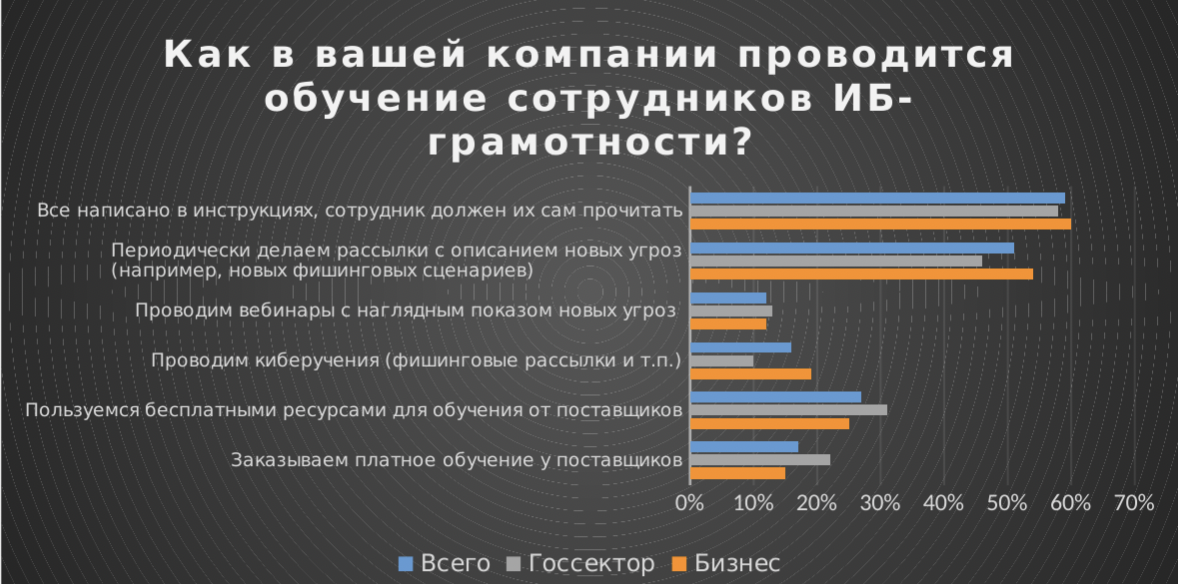 Как в вашей компании проводится
обучение сотрудников ИБ-
грамотности?
Все написано в инструкциях, сотрудник должен их сам прочитать
Периодически делаем рассылки с описанием новых угроз
(например, новых фишинговых сценариев)
Проводим вебинары с наглядным показом новых угроз
Проводим киберучения (фишинговые рассылки и т.п.)
Пользуемся бесплатными ресурсами для обучения от поставщиков
Заказываем платное обучение у поставщиков
0% 10% 20% 30% 40% 50% 60% 70%
Всего Госсектор Бизнес